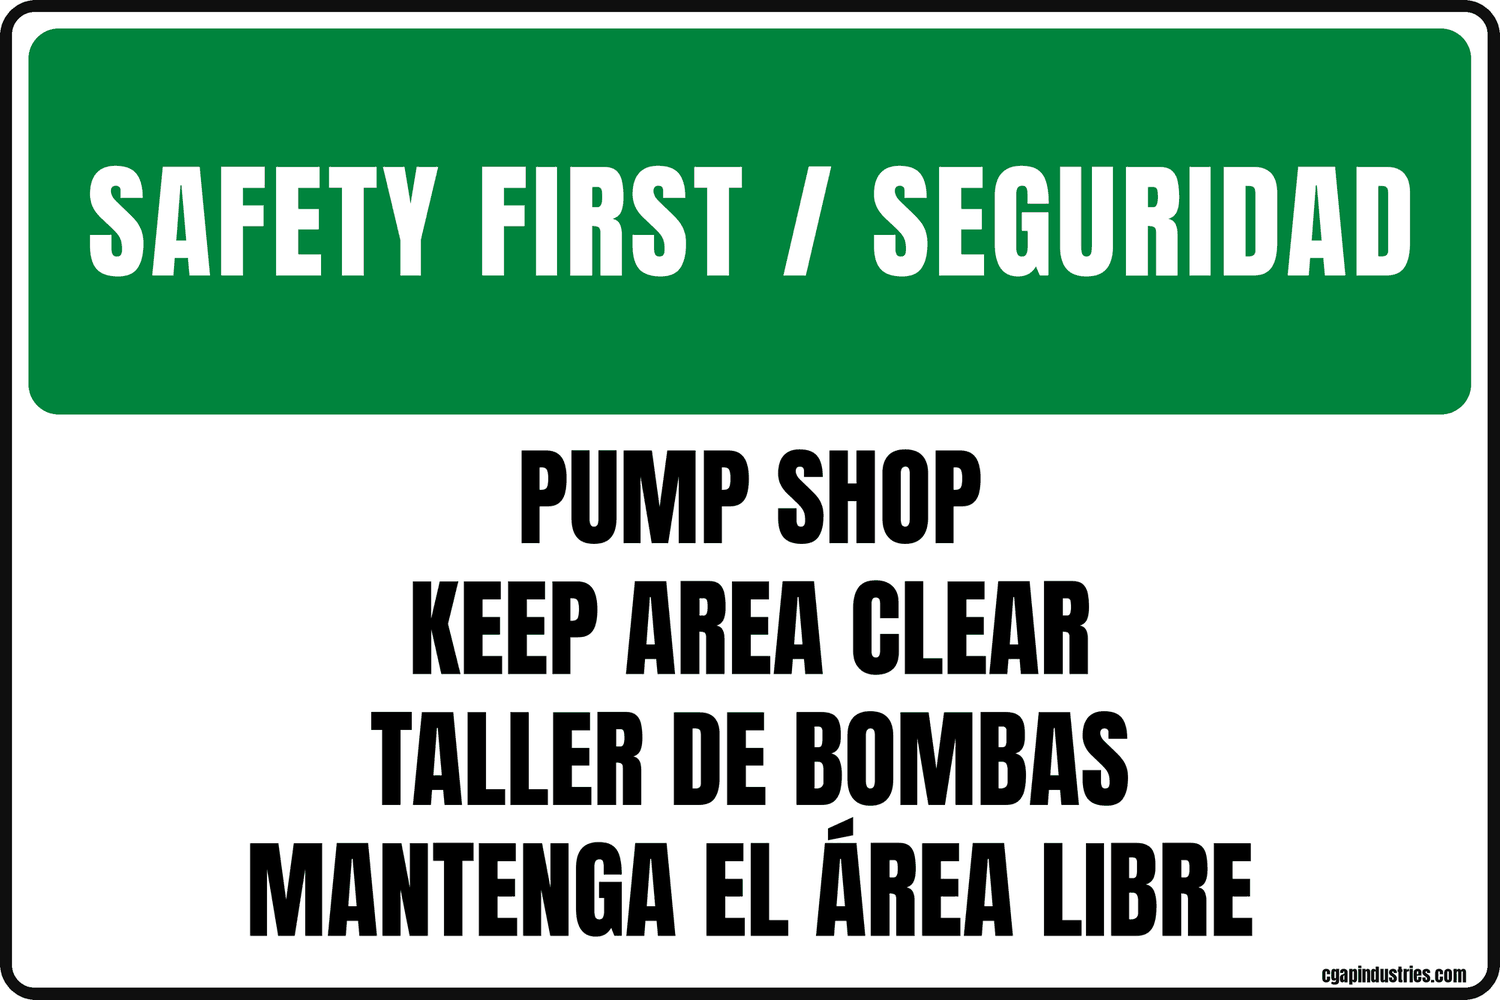 SAFETY FIRST / SEGURIDAD
PUMP SHOP
KEEP AREA CLEAR
TALLER DE BOMBAS
MANTENGA EL ÁREA LIBRE
cgapindustries.com